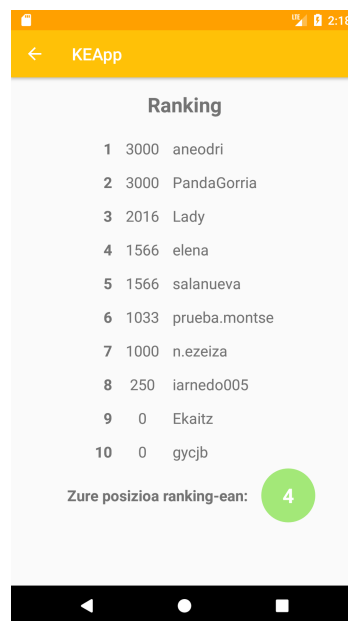 LTE 2:18
KEApp
Ranking
1 3000 aneodri
2 3000 PandaGorria
3 2016 Lady
4 1566 elena
5 1566 salanueva
6 1033 prueba.montse
7 1000 n.ezeiza
8 250 iarnedo005
9 0 Ekaitz
10 0 gycjb
Zure posizioa ranking-ean: 4